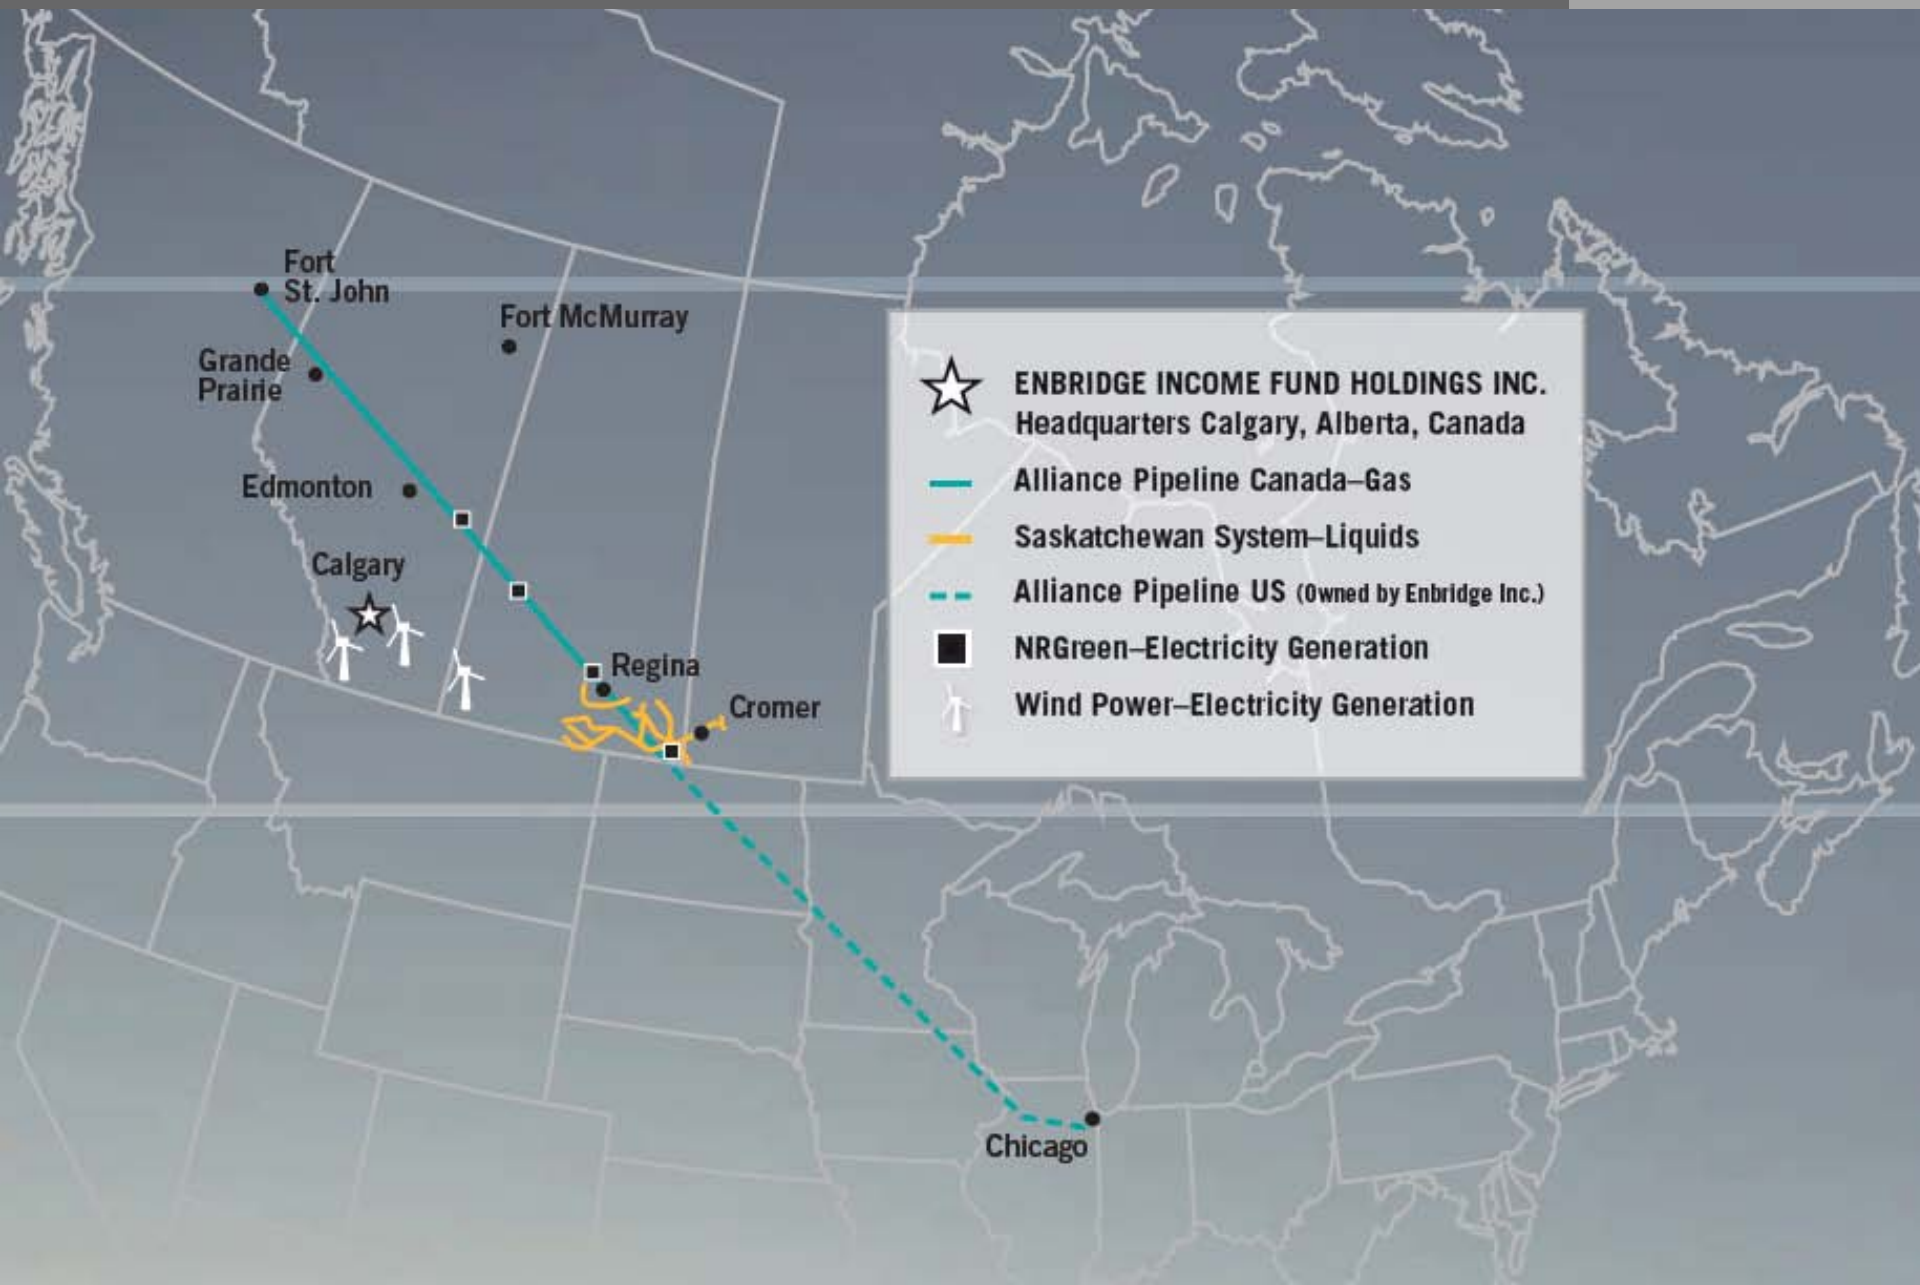 Fort
St. John
Fort McMurray
Grande
Prairie
Edmonton
Calgary
Regina
Cromer
Chicago
ENBRIDGE INCOME FUND HOLDINGS INC.
Headquarters Calgary, Alberta, Canada
Alliance Pipeline Canada–Gas
Saskatchewan System–Liquids
Alliance Pipeline US (Owned by Enbridge Inc.)
NRGreen–Electricity Generation
Wind Power–Electricity Generation